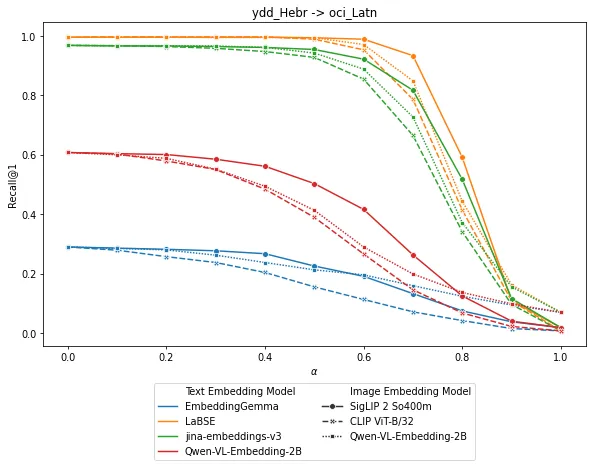 ydd_Hebr -> oci_Latn
Recall@1
1.0
0.8
0.6
0.4
0.2
0.0
0.0 0.2 0.4 0.6 0.8 1.0
α
Text Embedding Model Image Embedding Model
EmbeddingGemma SigLIP 2 So400m
LaBSE CLIP ViT-B/32
jina-embeddings-v3 Qwen-VL-Embedding-2B
Qwen-VL-Embedding-2B